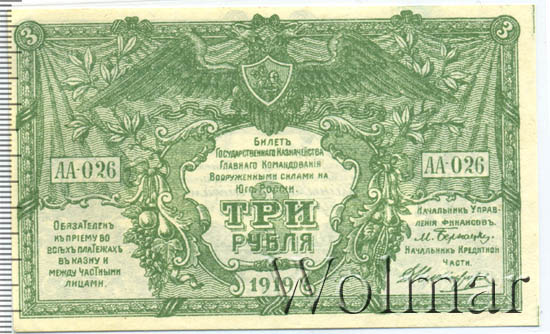 3 3
Билетъ
Государственнаго Казначейства
Главнаго Командованія
Вооруженными силами на
Югѣ Россіи.
АА-026 АА-026
ТРИ
РУБЛЯ
1919
Обязателенъ
къ пріему во
всѣхъ платежахъ
въ казну и
между частными
лицами.
Начальникъ Управ-
ленія Финансовъ.
Начальникъ Кредитной
Части.
Wolmar